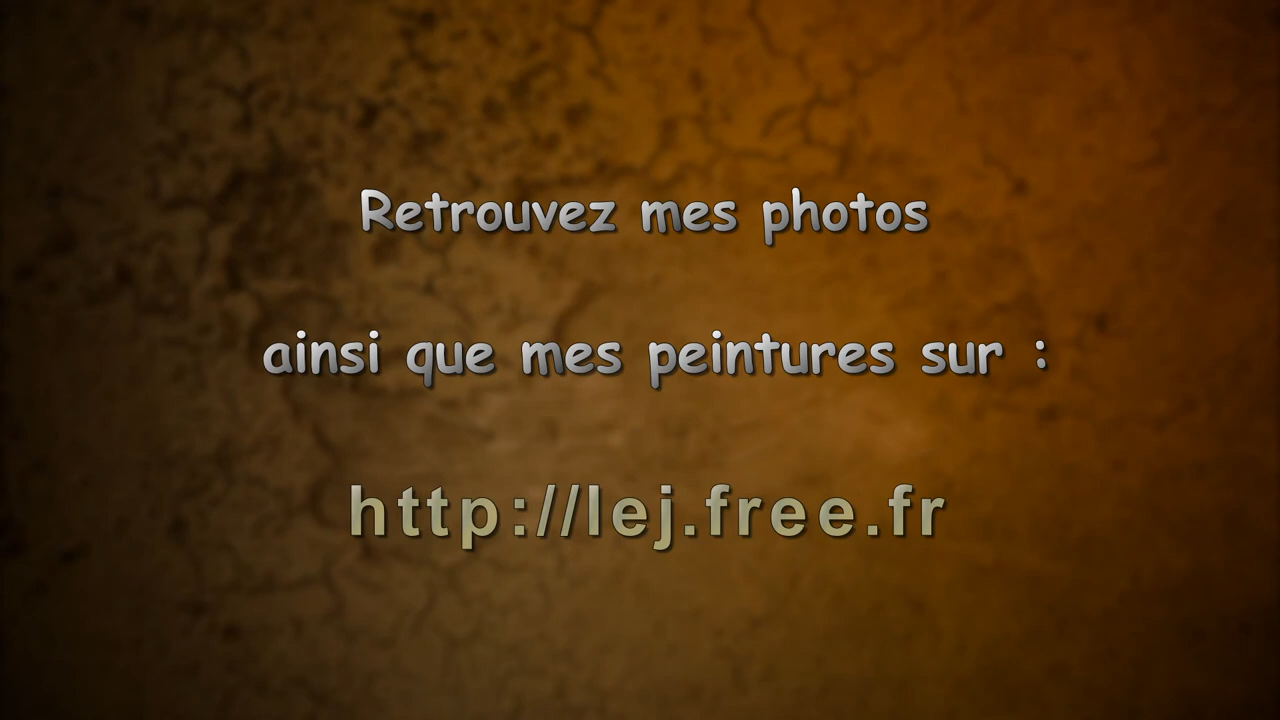 Retrouvez mes photos
ainsi que mes peintures sur :
http://lej.free.fr